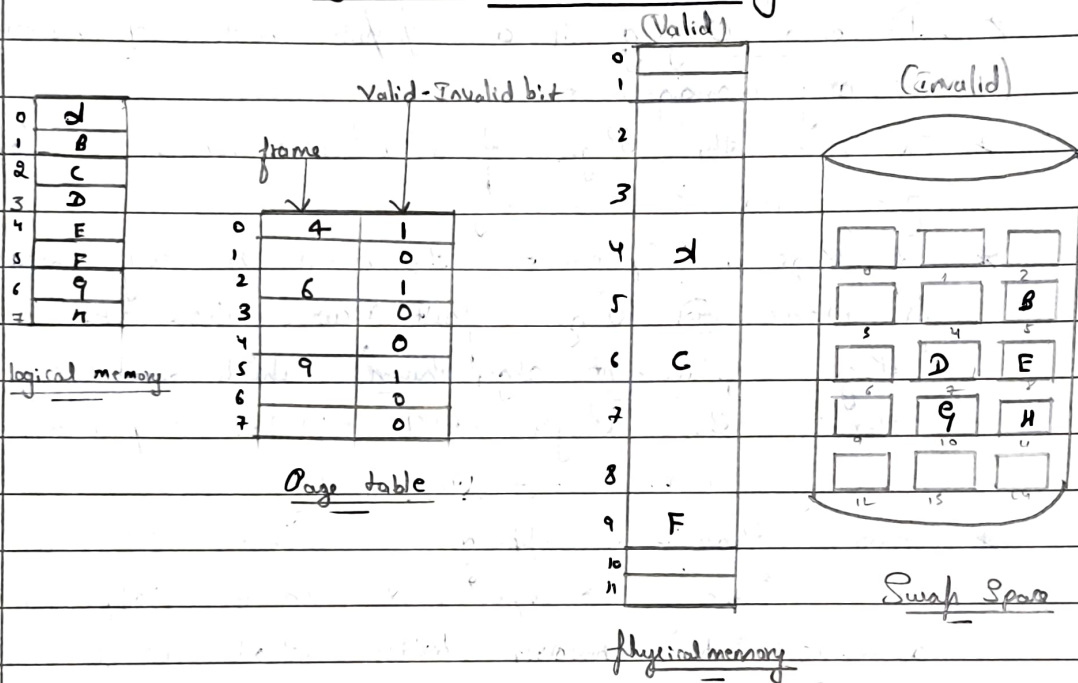 (Valid)
(invalid)
Valid-Invalid bit
frame
0 A
1 B
2 C
3 D
4 E
5 F
6 G
7 H
logical memory
0 4 1
1 0
2 6 1
3 0
4 0
5 9 1
6 0
7 0
Page table
0
1
2
3
4 A
5
6 C
7
8
9 F
10
11
Physical memory
0 1 2
B
3 4 5
D E
6 7 8
G H
9 10 11
12 13 14
Swap Space